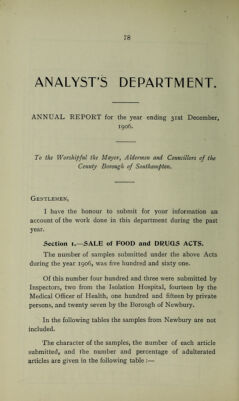 78
ANALYST'S DEPARTMENT.
ANNUAL REPORT for the year ending 31st December,
1906.
To the Worshipful the Mayor, Aldermen and Councillors of the
County Borough of Southampton.
GENTLEMEN,
I have the honour to submit for your information an
account of the work done in this department during the past
year.
Section 1.—SALE of FOOD and DRUGS ACTS.
The number of samples submitted under the above Acts
during the year 1906, was five hundred and sixty one.
Of this number four hundred and three were submitted by
Inspectors, two from the Isolation Hospital, fourteen by the
Medical Officer of Health, one hundred and fifteen by private
persons, and twenty seven by the Borough of Newbury.
In the following tables the samples from Newbury are not
included.
The character of the samples, the number of each article
submitted, and the number and percentage of adulterated
articles are given in the following table :—